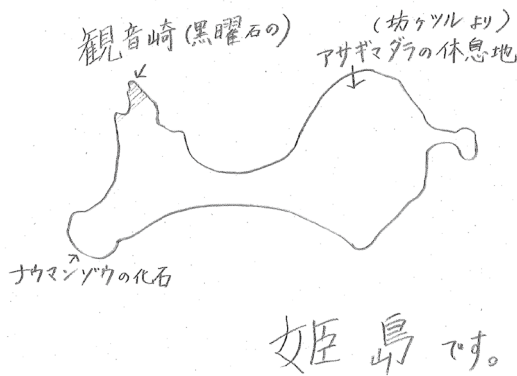 観音崎(黒曜石の)
(坊ヶツルより)
アサギマダラの休息地
ナウマンゾウの化石
姫島です。